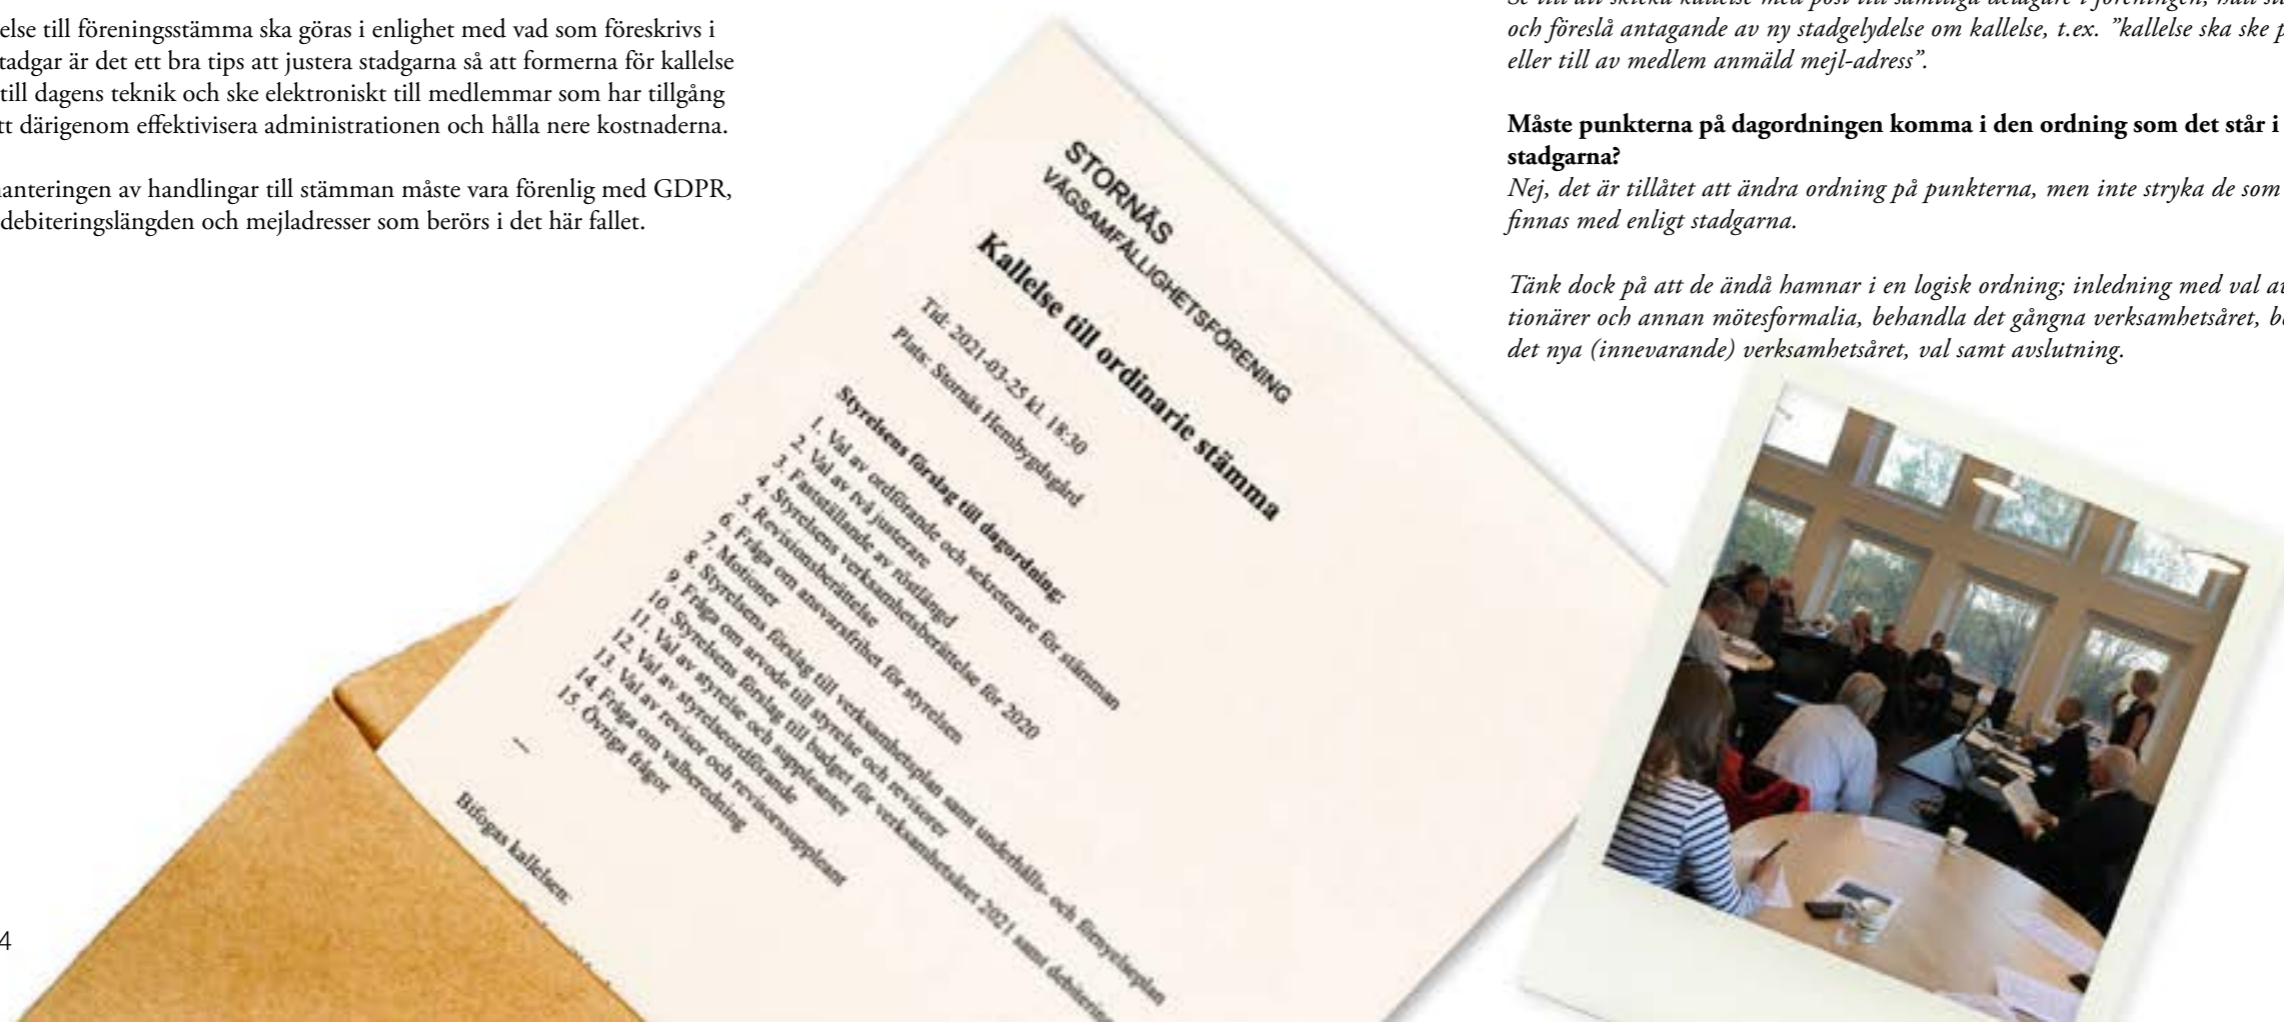 else till föreningsstämma ska göras i enlighet med vad som föreskrivs i
tadgar är det ett bra tips att justera stadgarna så att formerna för kallelse
till dagens teknik och ske elektroniskt till medlemmar som har tillgång
tt därigenom effektivisera administrationen och hålla nere kostnaderna.
anteringen av handlingar till stämman måste vara förenlig med GDPR,
debiteringslängden och mejladresser som berörs i det här fallet.
4
STORNÄS
VÄGSAMFÄLLIGHETSFÖRENING
Kallelse till ordinarie stämma
Tid: 2021-03-25 kl. 18:30
Plats: Stornäs Hembygdsgård
Styrelsens förslag till dagordning:
1. Val av ordförande och sekreterare för stämman
2. Val av två justerare
3. Fastställande av röstlängd
4. Styrelsens verksamhetsberättelse för 2020
5. Revisionsberättelse
6. Fråga om ansvarsfrihet för styrelsen
7. Motioner
8. Styrelsens förslag till verksamhetsplan samt underhålls- och förnyelseplan
9. Fråga om arvode till styrelse och revisorer
10. Styrelsens förslag till budget för verksamhetsåret 2021 samt debitering
11. Val av styrelse och suppleanter
12. Val av styrelseordförande
13. Val av revisor och revisorssuppleant
14. Fråga om valberedning
15. Övriga frågor
Bifogas kallelsen:
och föreslå antagande av ny stadgelydelse om kallelse, t.ex. ”kallelse ska ske p
eller till av medlem anmäld mejl-adress”.
Måste punkterna på dagordningen komma i den ordning som det står i
stadgarna?
Nej, det är tillåtet att ändra ordning på punkterna, men inte stryka de som
finnas med enligt stadgarna.
Tänk dock på att de ändå hamnar i en logisk ordning; inledning med val av
tionärer och annan mötesformalia, behandla det gångna verksamhetsåret, be
det nya (innevarande) verksamhetsåret, val samt avslutning.